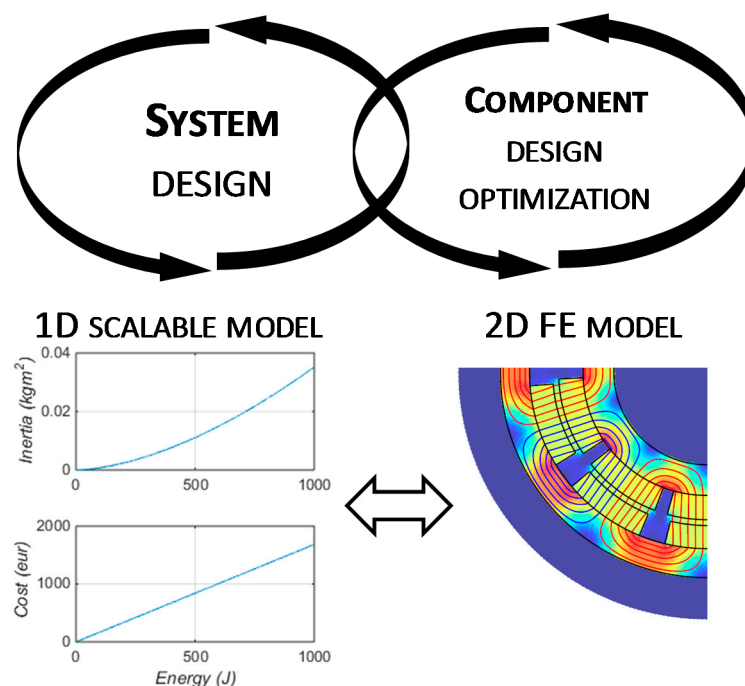 SYSTEM
DESIGN
COMPONENT
DESIGN
OPTIMIZATION
1D SCALABLE MODEL
2D FE MODEL
0.04
0.02
0
Inertia (kgm²)
0
500
1000
2000
1000
0
Cost (eur)
0
500
1000
Energy (J)